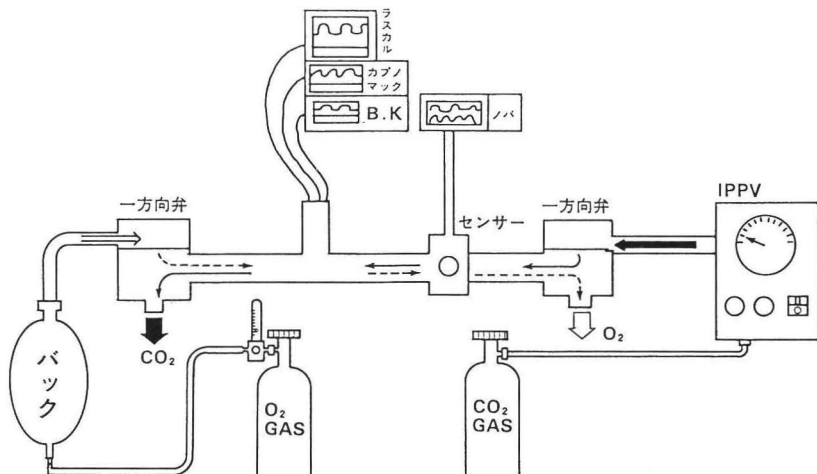 ラスカル
カプノ
マック
B.K
ノバ
IPPV
一方向弁
センサー
一方向弁
CO₂
O₂
バック
O₂
GAS
CO₂
GAS